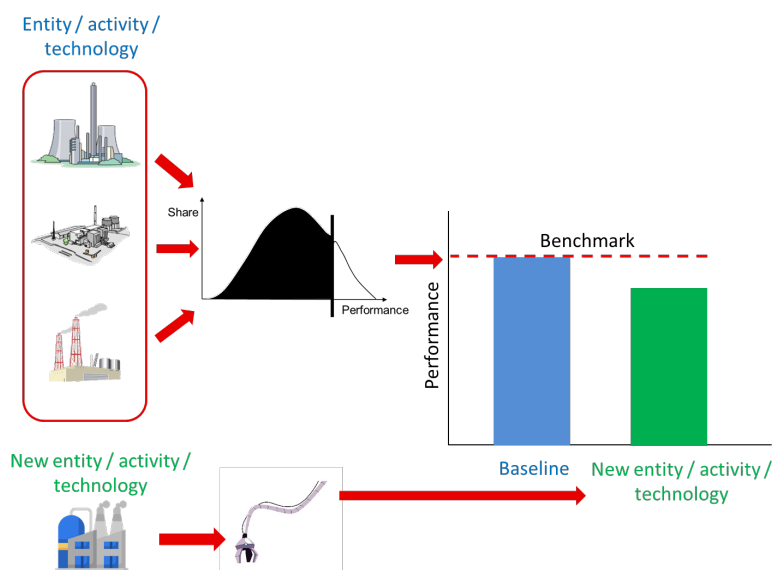 Entity / activity /
technology
Share
Performance
Benchmark
Performance
Baseline
New entity / activity /
technology
New entity / activity /
technology